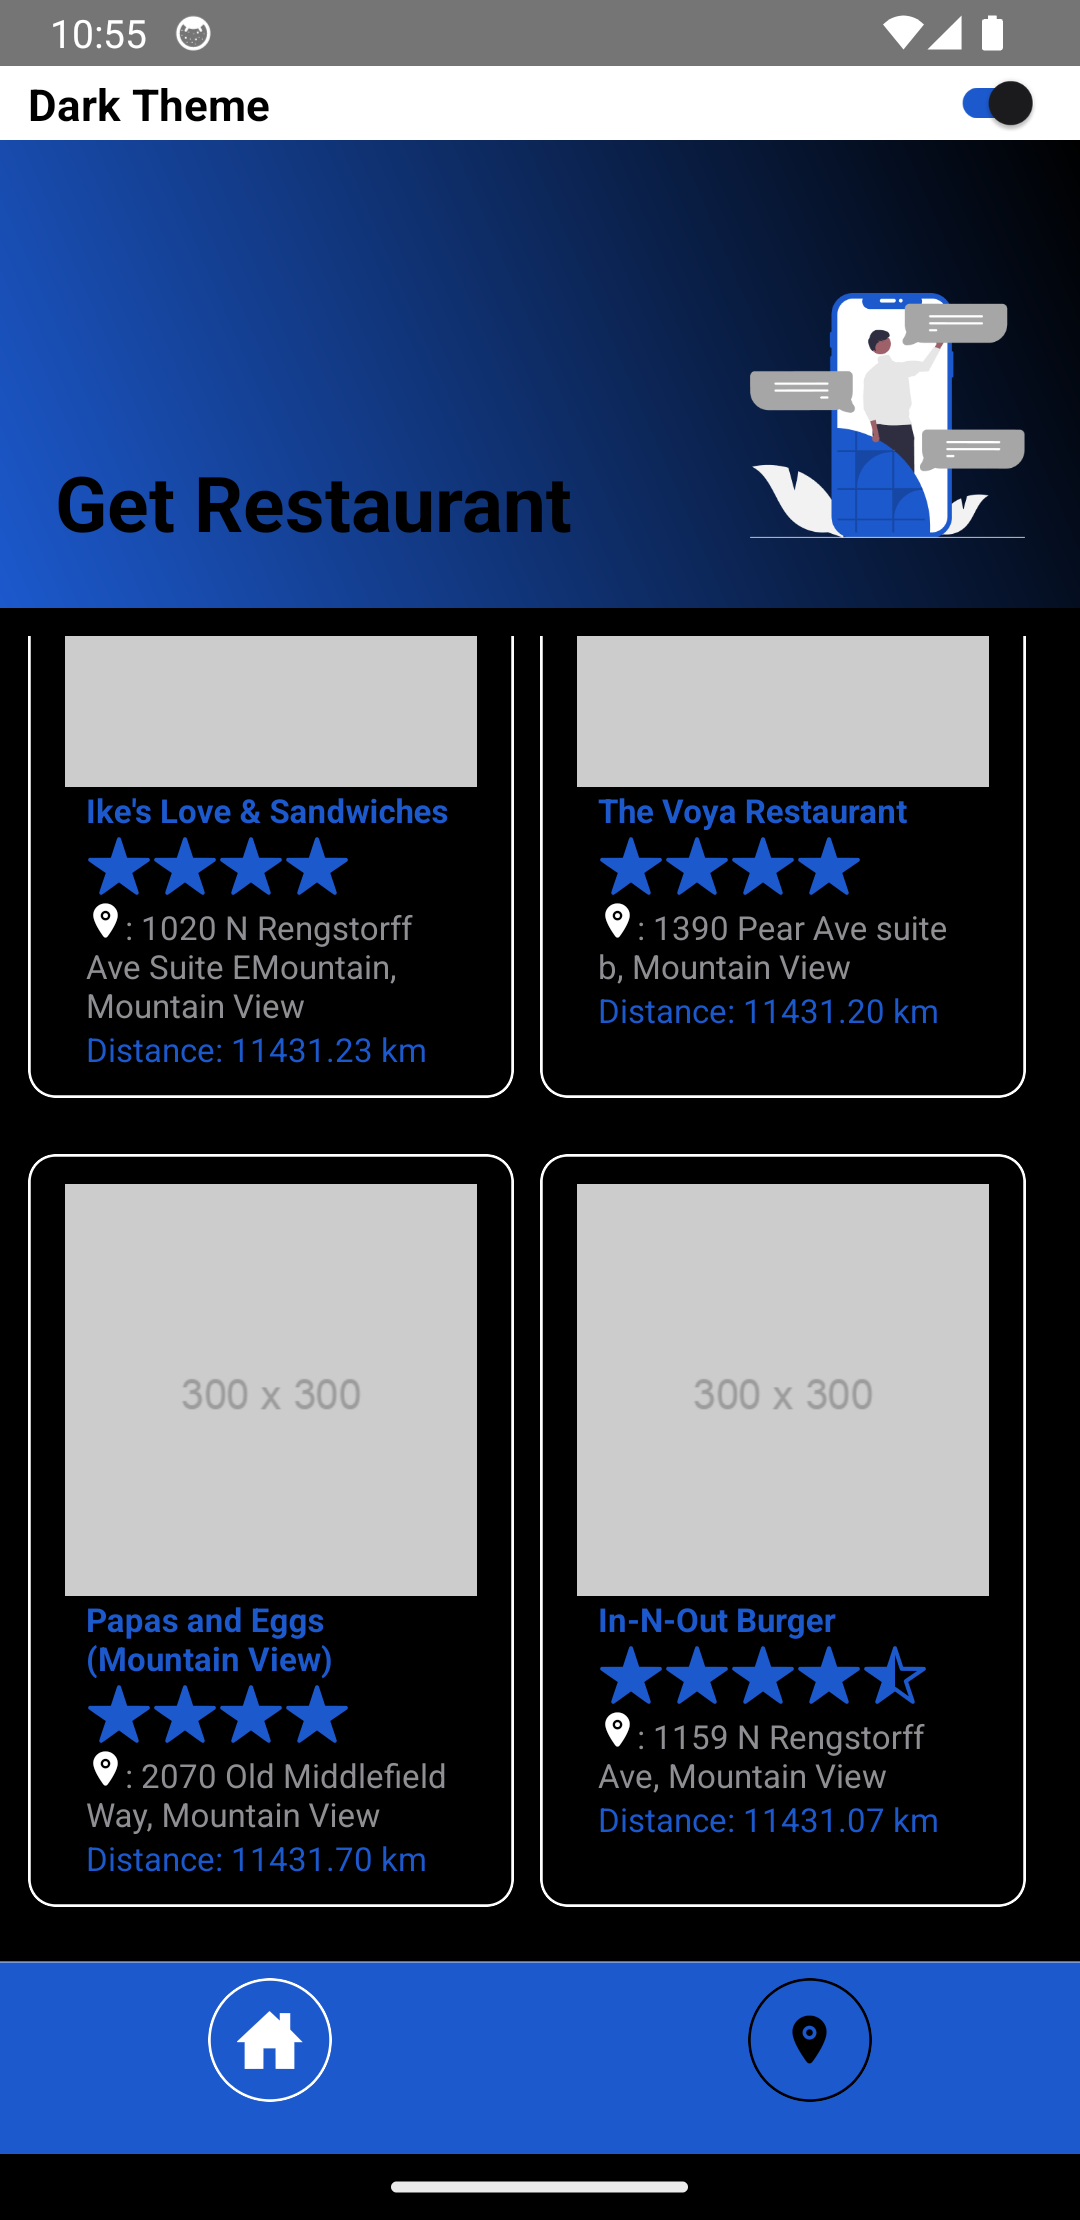 10:55
Dark Theme
Get Restaurant
Ike's Love & Sandwiches
: 1020 N Rengstorff
Ave Suite EMountain,
Mountain View
Distance: 11431.23 km
The Voya Restaurant
: 1390 Pear Ave suite
b, Mountain View
Distance: 11431.20 km
300 x 300
Papas and Eggs
(Mountain View)
: 2070 Old Middlefield
Way, Mountain View
Distance: 11431.70 km
300 x 300
In-N-Out Burger
: 1159 N Rengstorff
Ave, Mountain View
Distance: 11431.07 km